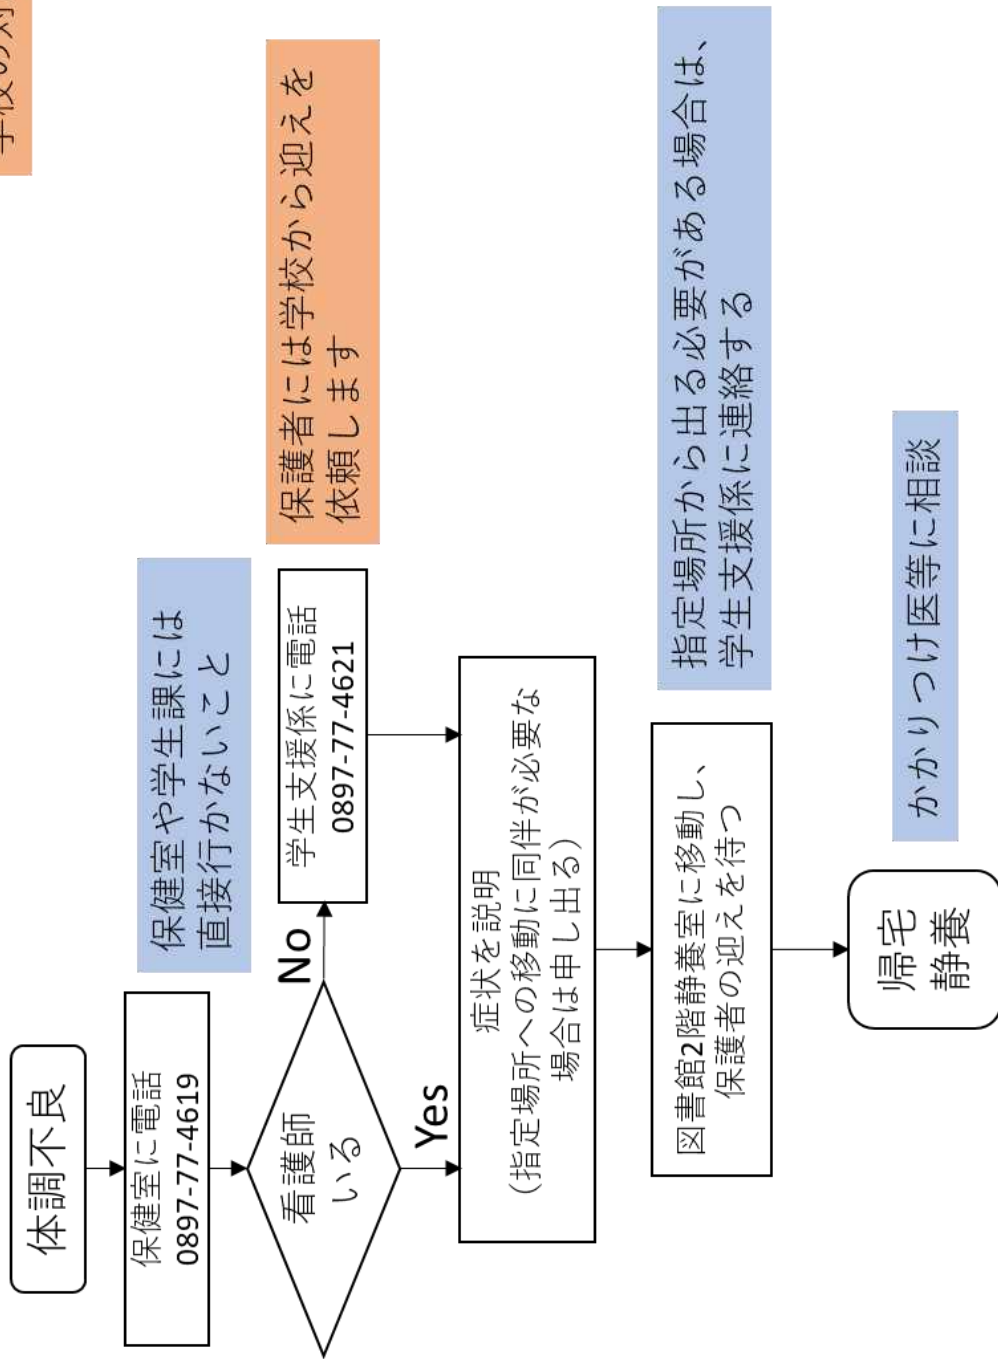 学校の対
体調不良
保健室に電話
0897-77-4619
保健室や学生課には
直接行かないこと
看護師
いる
No
学生支援係に電話
0897-77-4621
保護者には学校から迎えを
依頼します
Yes
症状を説明
（指定場所への移動に同伴が必要な
場合は申し出る）
図書館2階静養室に移動し、
保護者の迎えを待つ
指定場所から出る必要がある場合は、
学生支援係に連絡する
帰宅
静養
かかりつけ医等に相談